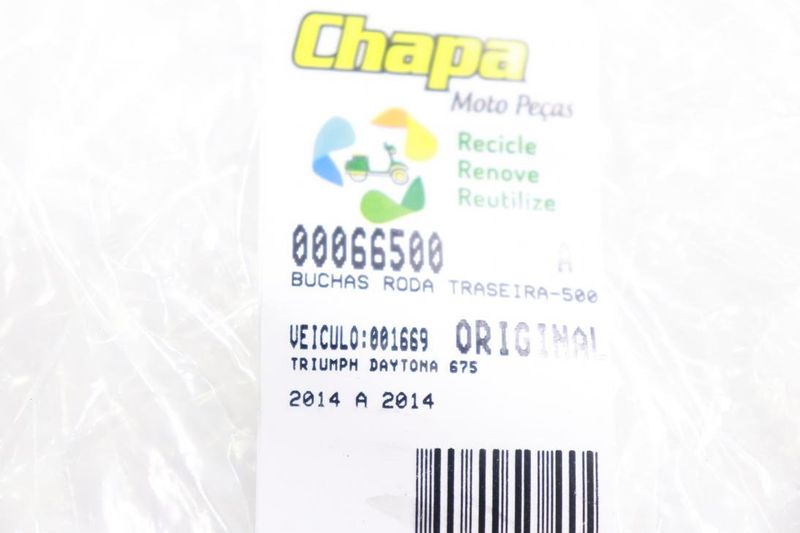 Chapa
Moto Peças
Recicle
Renove
Reutilize
00066500 A
BUCHAS RODA TRASEIRA-500
VEICULO:001669 ORIGINAL
TRIUMPH DAYTONA 675
2014 A 2014